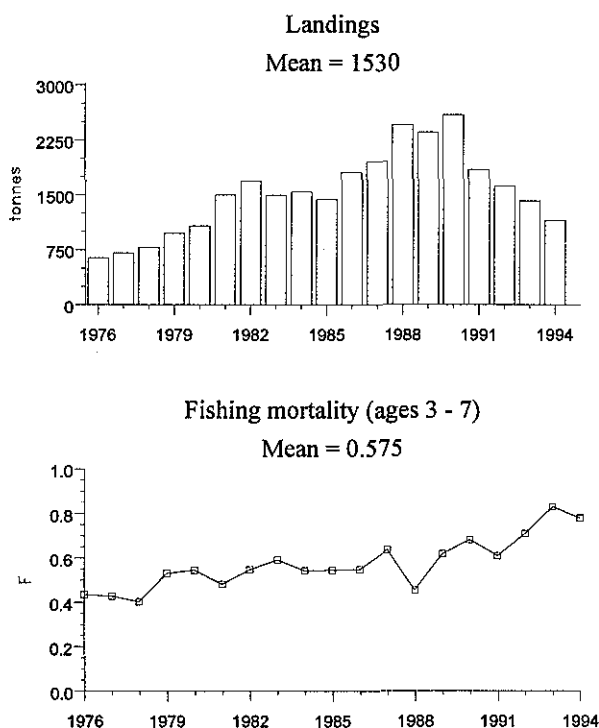 Landings
Mean = 1530
3000
2250
1500
750
0
tonnes
1976 1979 1982 1985 1988 1991 1994
Fishing mortality (ages 3 - 7)
Mean = 0.575
1.0
0.8
0.6
0.4
0.2
0.0
F
1976 1979 1982 1985 1988 1991 1994